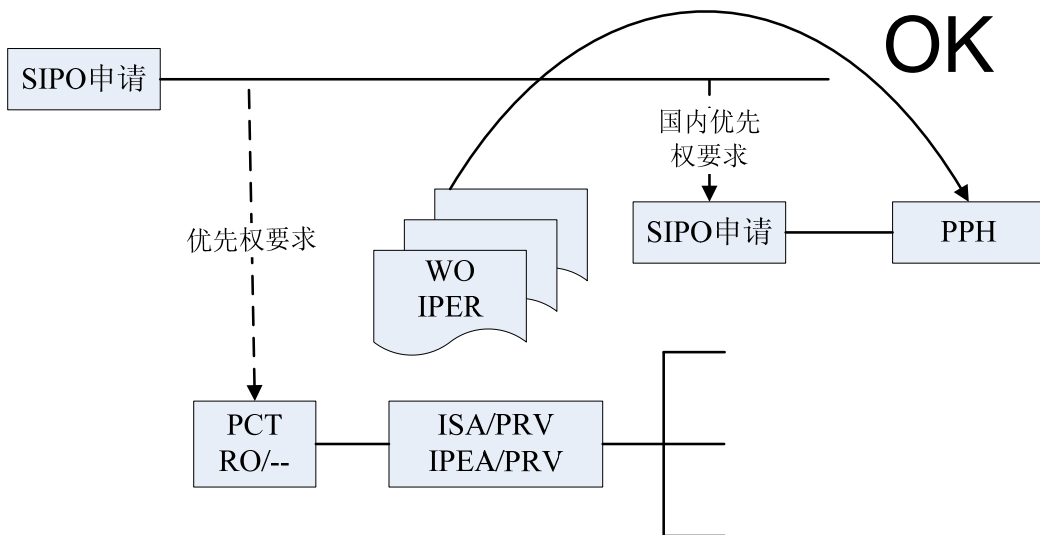 OK
SIPO申请
国内优先
权要求
SIPO申请
PPH
优先权要求
WO
IPER
PCT
RO/--
ISA/PRV
IPEA/PRV